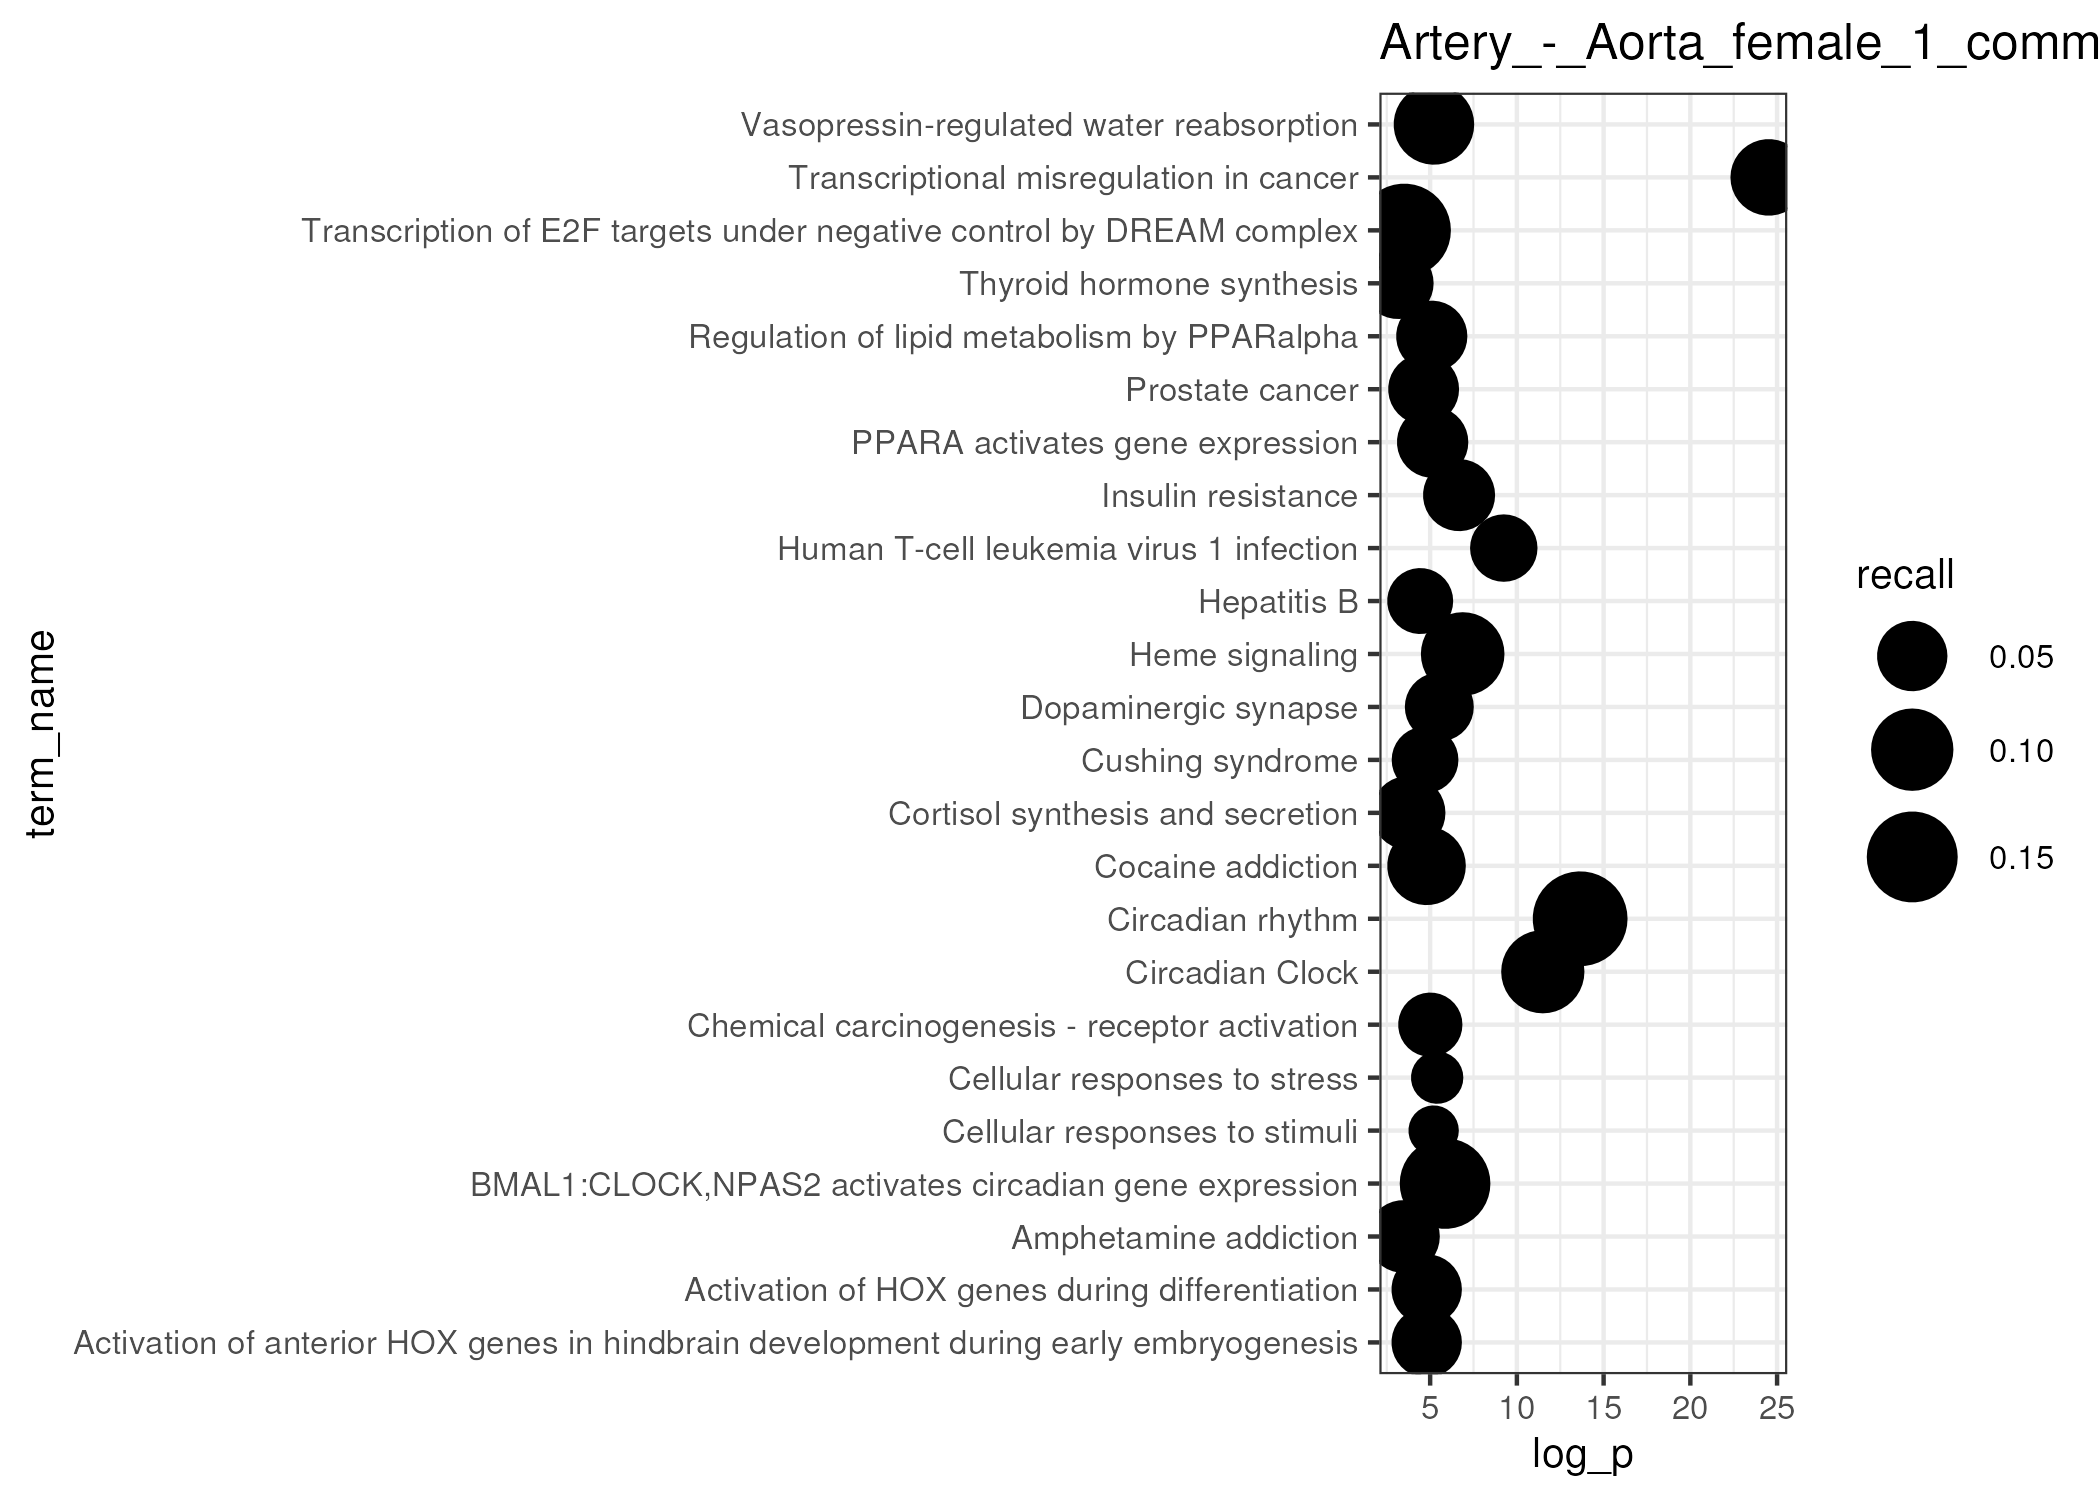 Artery_-_Aorta_female_1_comm
Vasopressin-regulated water reabsorption
Transcriptional misregulation in cancer
Transcription of E2F targets under negative control by DREAM complex
Thyroid hormone synthesis
Regulation of lipid metabolism by PPARalpha
Prostate cancer
PPARA activates gene expression
Insulin resistance
Human T-cell leukemia virus 1 infection
Hepatitis B
Heme signaling
Dopaminergic synapse
Cushing syndrome
Cortisol synthesis and secretion
Cocaine addiction
Circadian rhythm
Circadian Clock
Chemical carcinogenesis - receptor activation
Cellular responses to stress
Cellular responses to stimuli
BMAL1:CLOCK,NPAS2 activates circadian gene expression
Amphetamine addiction
Activation of HOX genes during differentiation
Activation of anterior HOX genes in hindbrain development during early embryogenesis
term_name
5 10 15 20 25
log_p
recall
0.05
0.10
0.15